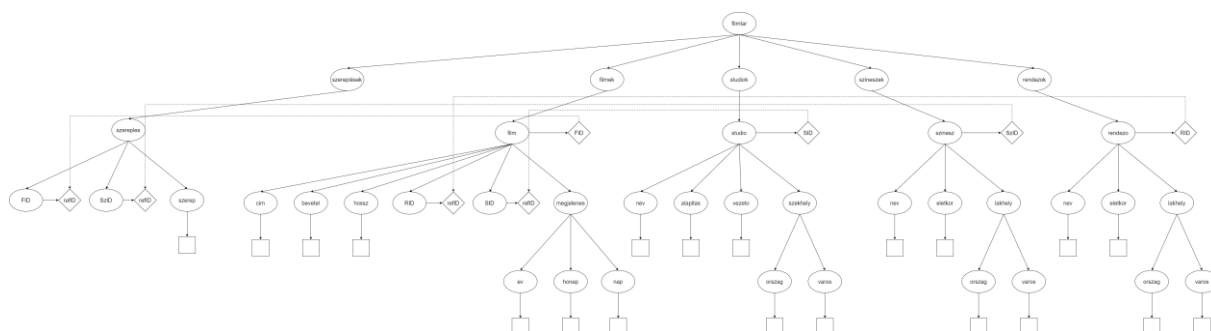 filmtar
szereplések
filmek
studiok
szineszek
rendezok
szereples
film
FID
studio
SID
szinesz
SzID
rendezo
RID
FID
refID
SzID
refID
szerep
cim
bevetel
hossz
RID
refID
SID
refID
megjelenes
nev
alapitas
vezeto
szekhely
nev
eletkor
lakhely
nev
eletkor
lakhely
ev
honap
nap
orszag
varos
orszag
varos
orszag
varos